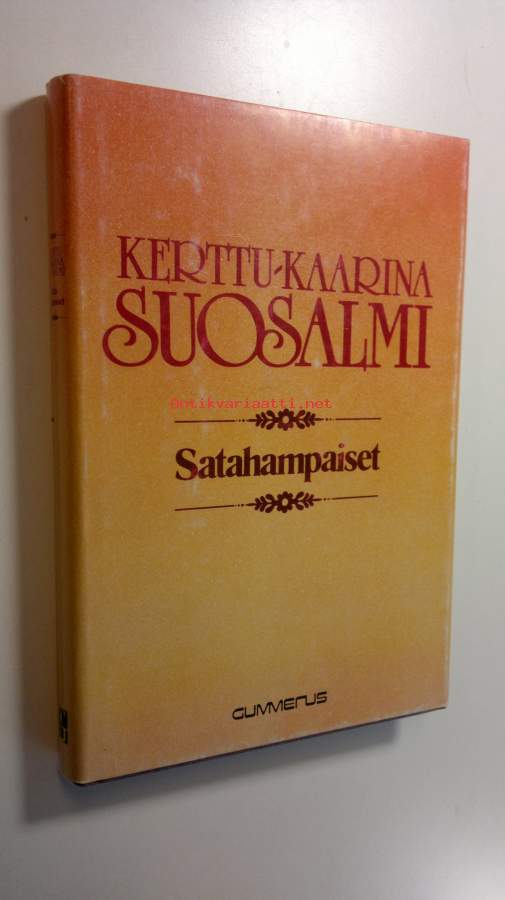 KERTTU-KAARINA
SUOSALMI
Antikvariaatti.net
Satahampaiset
GUMMERUS